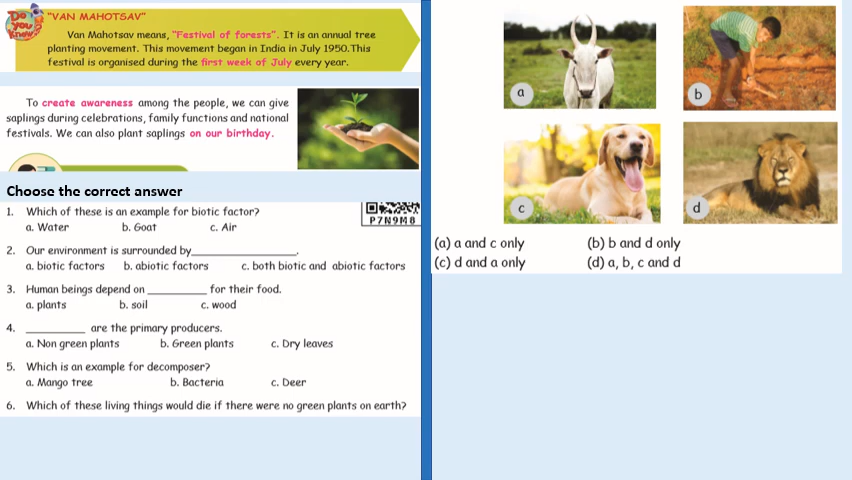 Do
you
Know?
"VAN MAHOTSAV"
Van Mahotsav means, "Festival of forests". It is an annual tree
planting movement. This movement began in India in July 1950.This
festival is organised during the first week of July every year.
To create awareness among the people, we can give
saplings during celebrations, family functions and national
festivals. We can also plant saplings on our birthday.
Choose the correct answer
1. Which of these is an example for biotic factor?
a. Water b. Goat c. Air
P7N9M8
2. Our environment is surrounded by____________________.
a. biotic factors b. abiotic factors c. both biotic and abiotic factors
3. Human beings depend on ___________ for their food.
a. plants b. soil c. wood
4. ___________ are the primary producers.
a. Non green plants b. Green plants c. Dry leaves
5. Which is an example for decomposer?
a. Mango tree b. Bacteria c. Deer
6. Which of these living things would die if there were no green plants on earth?
a
b
c
d
(a) a and c only (b) b and d only
(c) d and a only (d) a, b, c and d